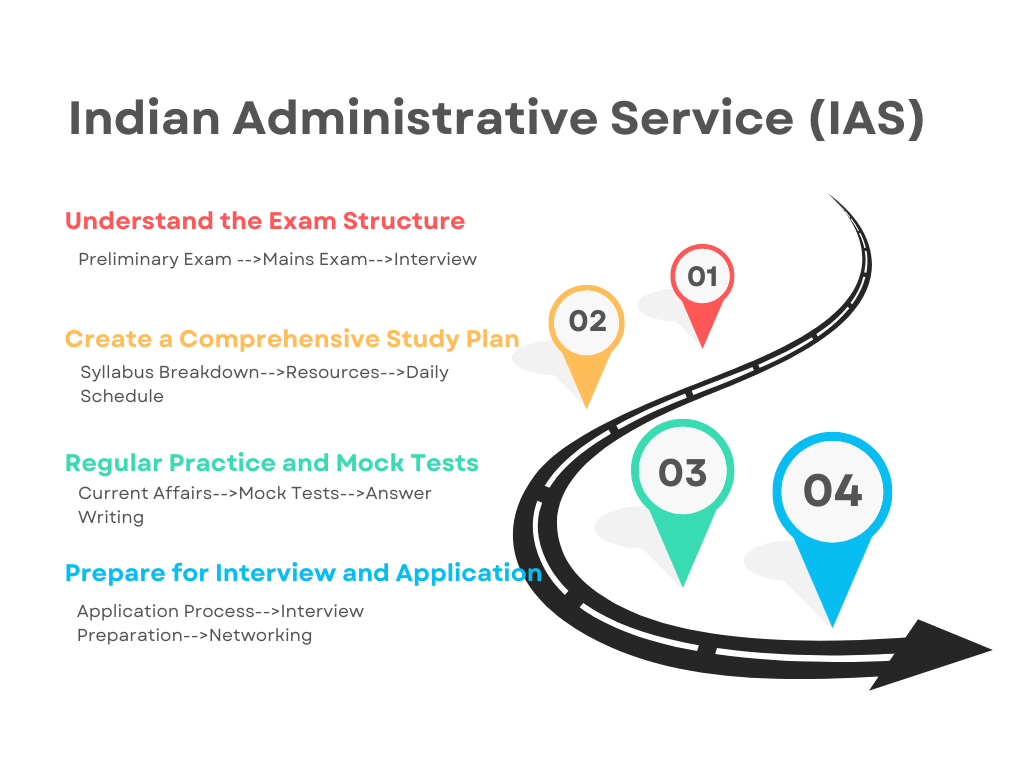 Indian Administrative Service (IAS)
Understand the Exam Structure
Preliminary Exam -->Mains Exam-->Interview
Create a Comprehensive Study Plan
Syllabus Breakdown-->Resources-->Daily
Schedule
Regular Practice and Mock Tests
Current Affairs-->Mock Tests-->Answer
Writing
Prepare for Interview and Application
Application Process-->Interview
Preparation-->Networking
01
02
03
04